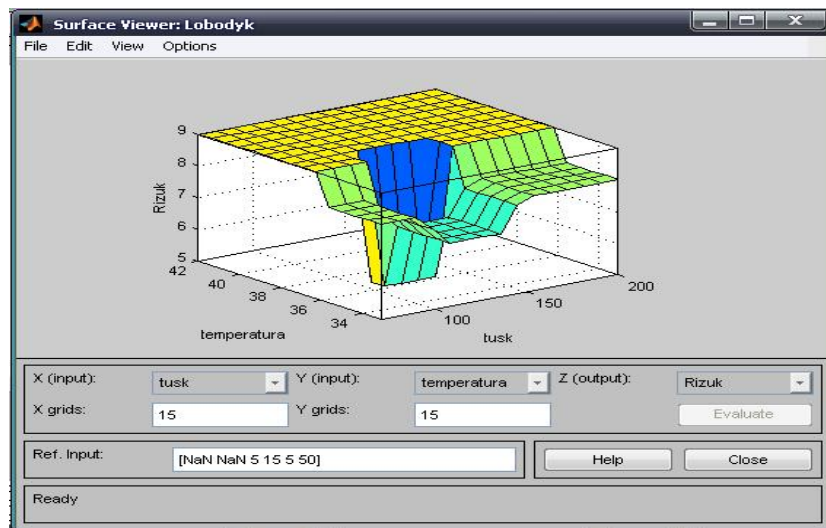 Surface Viewer: Lobodyk
File Edit View Options
9
8
7
6
5
Rizuk
42
40
38
36
34
temperatura
100
150
200
tusk
X (input): tusk Y (input): temperatura Z (output): Rizuk
X grids: 15 Y grids: 15 Evaluate
Ref. Input: [NaN NaN 5 15 5 50] Help Close
Ready